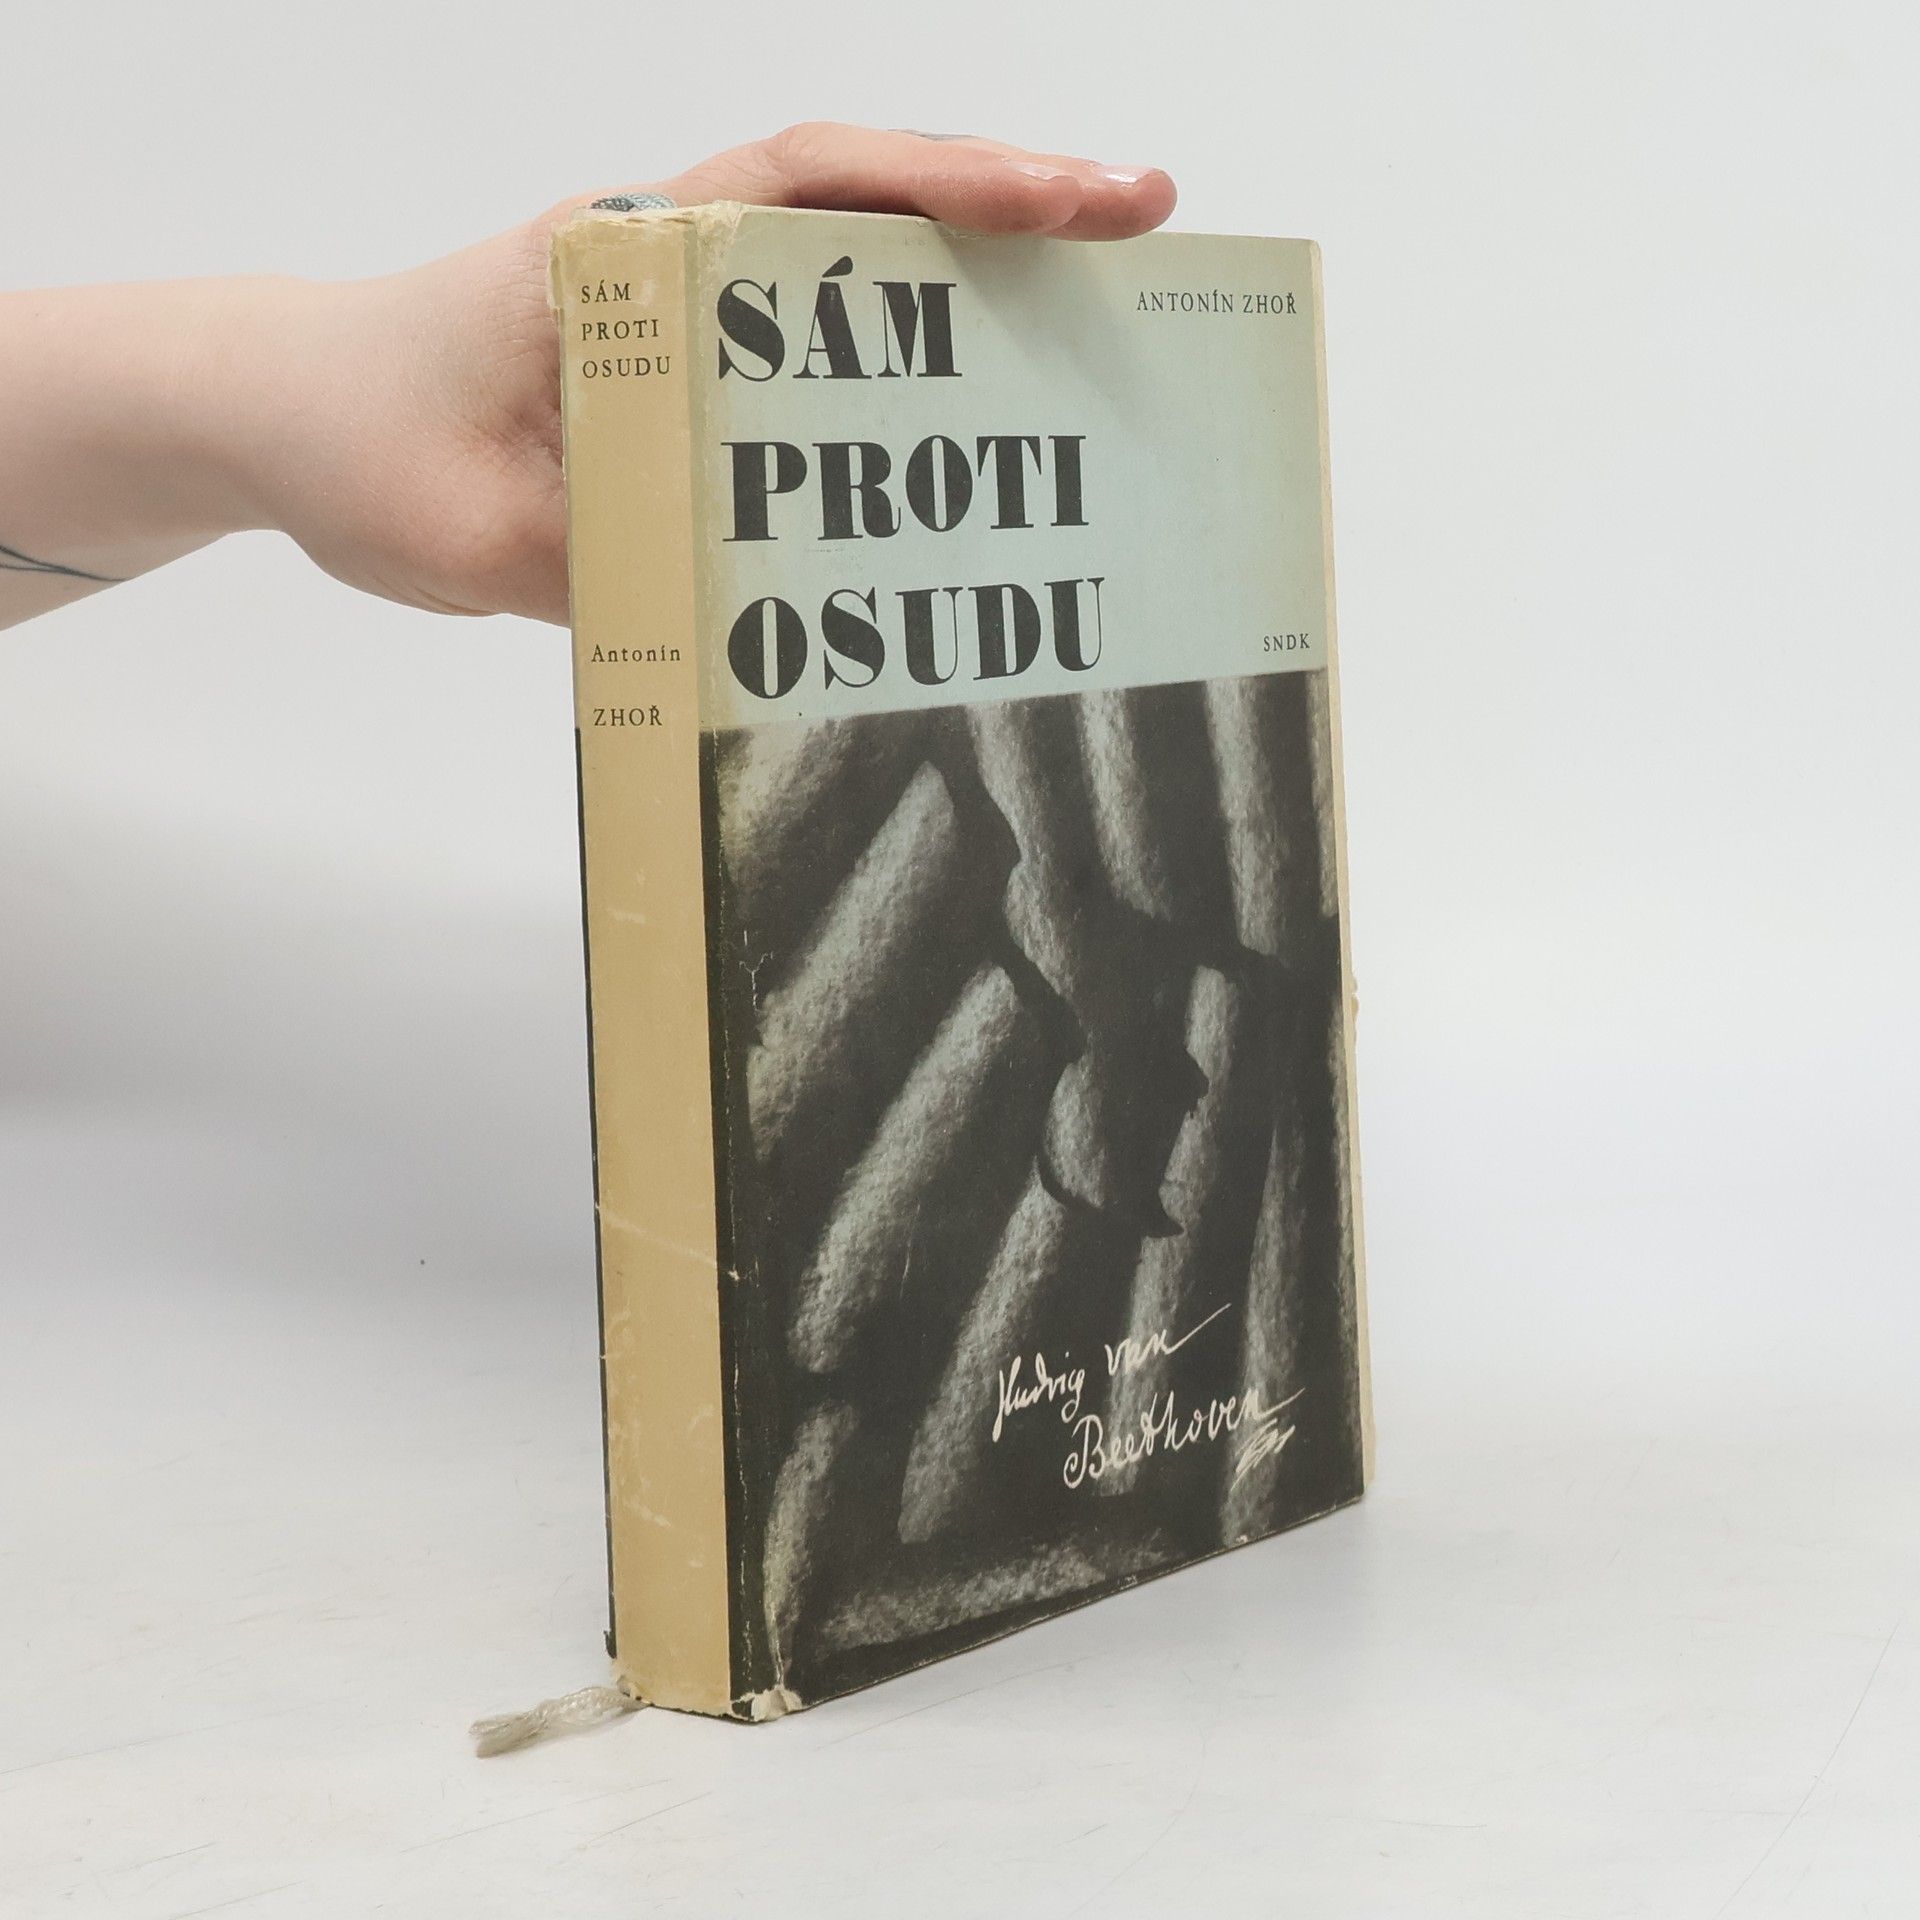 SÁM
PROTI
OSUDU
Antonín
ZHOŘ
SÁM
PROTI
OSUDU
ANTONÍN ZHOŘ
SNDK
Ludwig van
Beethoven